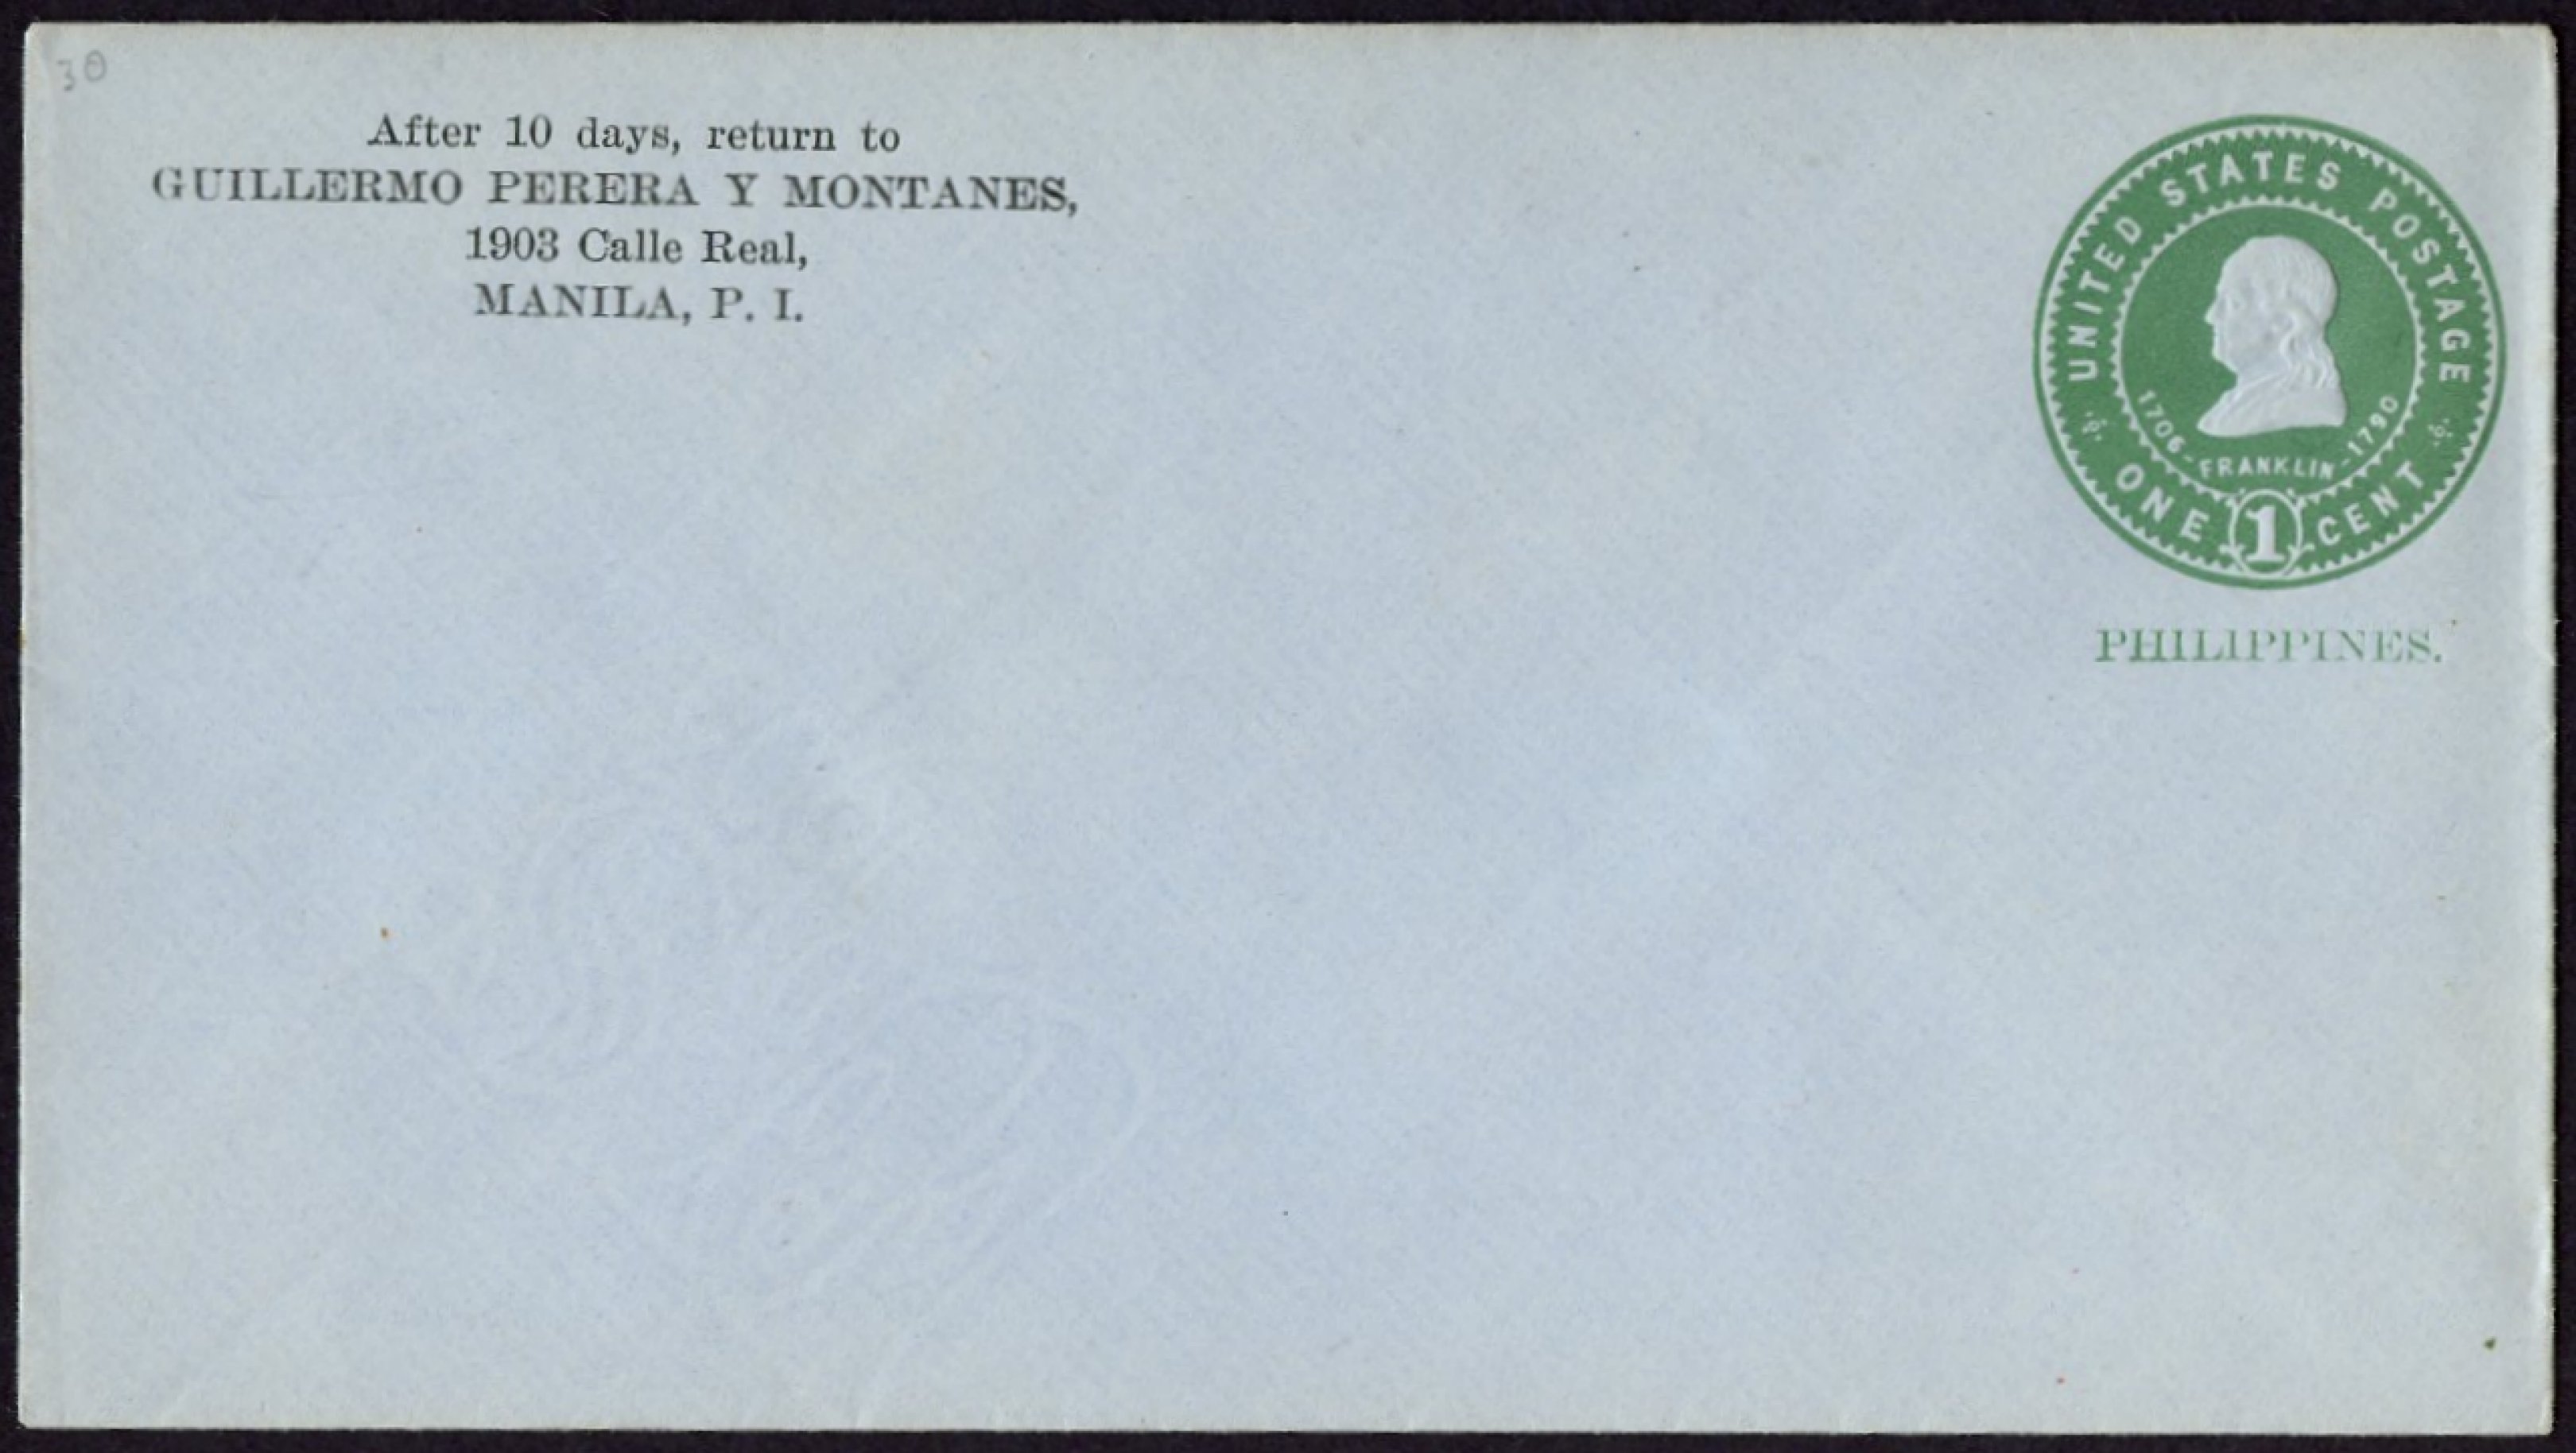 30
After 10 days, return to
GUILLERMO PERERA Y MONTANES,
1903 Calle Real,
MANILA, P. I.
UNITED STATES POSTAGE
1706-FRANKLIN-1790
ONE 1 CENT
PHILIPPINES.